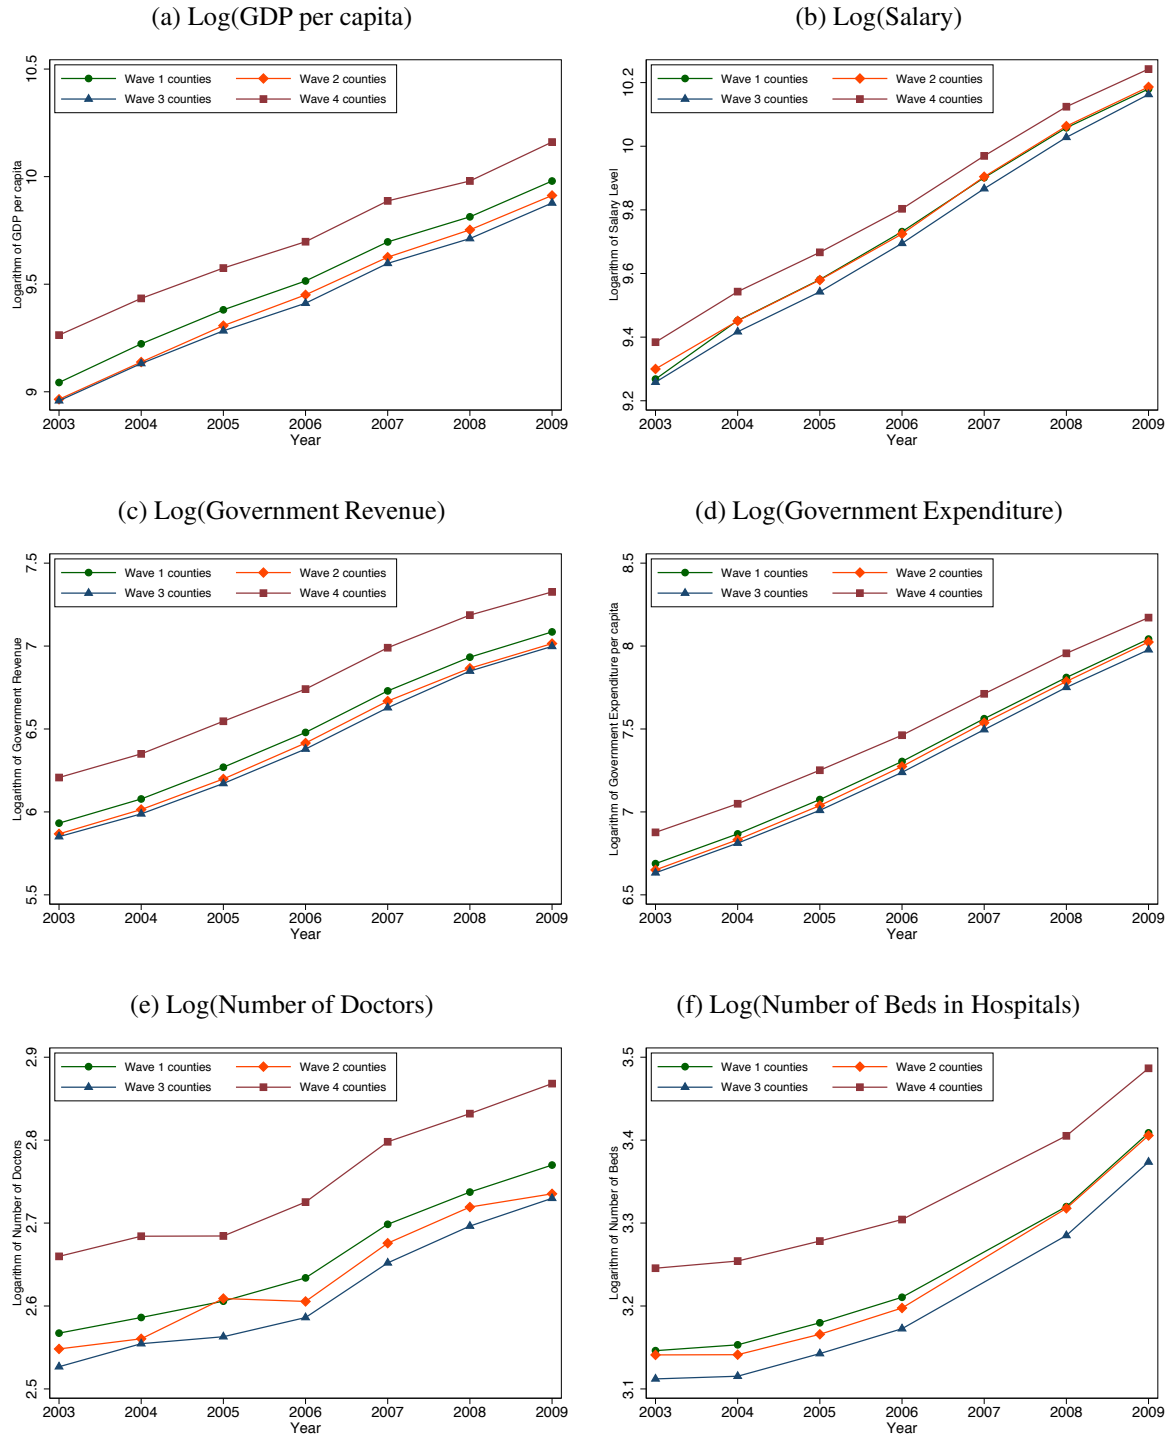 (a) Log(GDP per capita)
Logarithm of GDP per capita
10.5
10
9.5
9
Wave 1 counties
Wave 2 counties
Wave 3 counties
Wave 4 counties
2003 2004 2005 2006 2007 2008 2009
Year
(b) Log(Salary)
Logarithm of Salary Level
10.2
10
9.8
9.6
9.4
9.2
Wave 1 counties
Wave 2 counties
Wave 3 counties
Wave 4 counties
2003 2004 2005 2006 2007 2008 2009
Year
(c) Log(Government Revenue)
Logarithm of Government Revenue
7.5
7
6.5
6
5.5
Wave 1 counties
Wave 2 counties
Wave 3 counties
Wave 4 counties
2003 2004 2005 2006 2007 2008 2009
Year
(d) Log(Government Expenditure)
Logarithm of Government Expenditure per capita
8.5
8
7.5
7
6.5
Wave 1 counties
Wave 2 counties
Wave 3 counties
Wave 4 counties
2003 2004 2005 2006 2007 2008 2009
Year
(e) Log(Number of Doctors)
Logarithm of Number of Doctors
2.9
2.8
2.7
2.6
2.5
Wave 1 counties
Wave 2 counties
Wave 3 counties
Wave 4 counties
2003 2004 2005 2006 2007 2008 2009
Year
(f) Log(Number of Beds in Hospitals)
Logarithm of Number of Beds
3.5
3.4
3.3
3.2
3.1
Wave 1 counties
Wave 2 counties
Wave 3 counties
Wave 4 counties
2003 2004 2005 2006 2007 2008 2009
Year